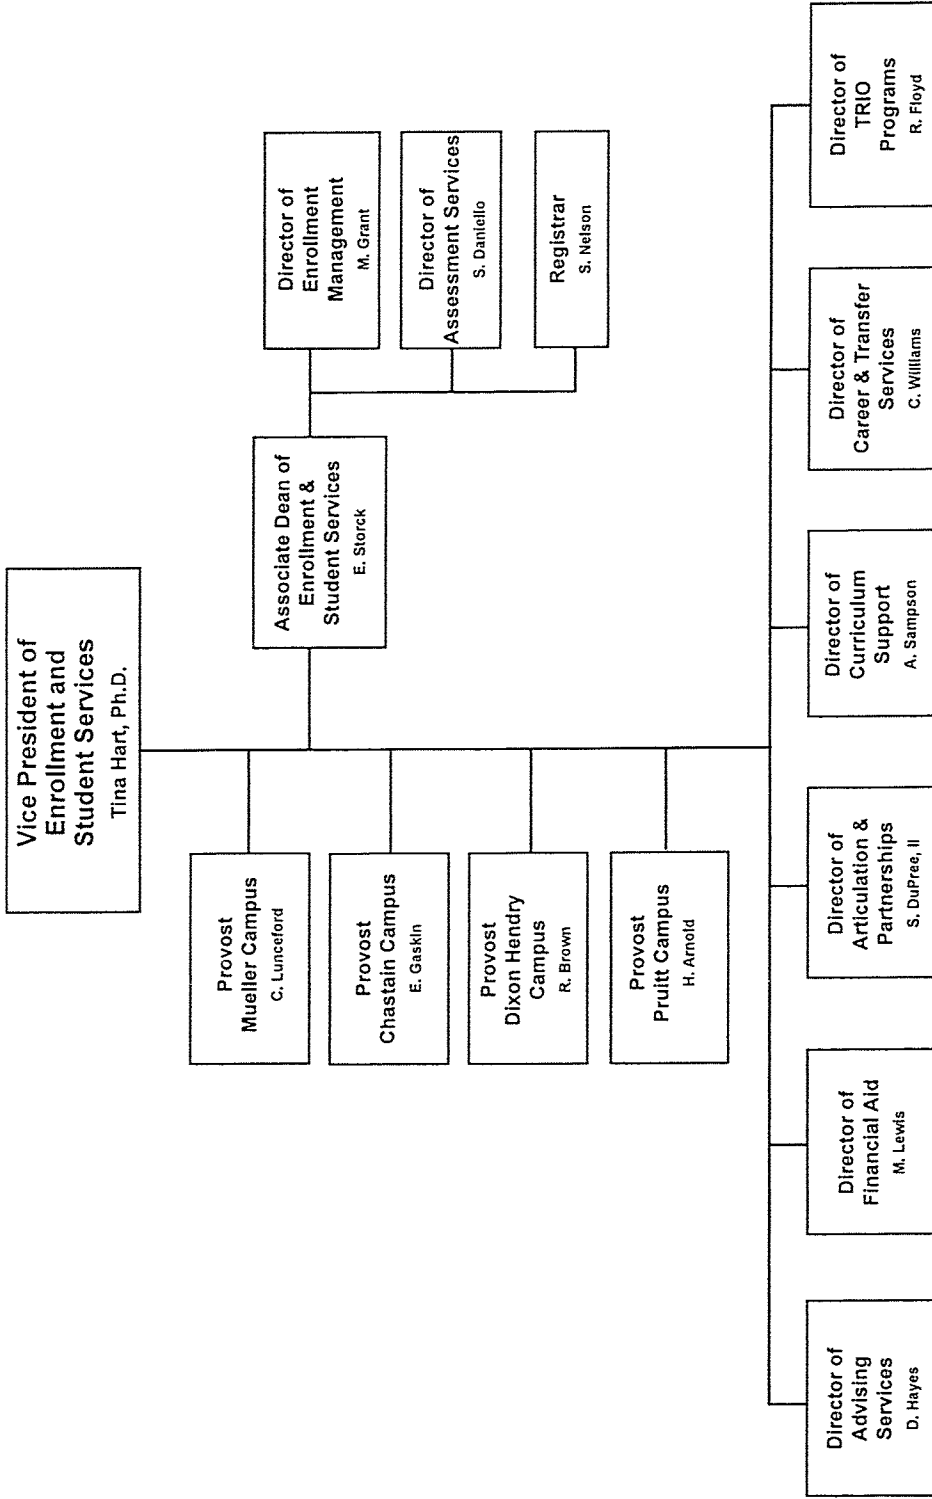 Vice President of
Enrollment and
Student Services
Tina Hart, Ph.D.
Provost
Mueller Campus
C. Lunceford
Provost
Chastain Campus
E. Gaskin
Provost
Dixon Hendry
Campus
R. Brown
Provost
Pruitt Campus
H. Arnold
Associate Dean of
Enrollment &
Student Services
E. Storck
Director of
Enrollment
Management
M. Grant
Director of
Assessment Services
S. Daniello
Registrar
S. Nelson
Director of
Advising
Services
D. Hayes
Director of
Financial Aid
M. Lewis
Director of
Articulation &
Partnerships
S. DuPree, II
Director of
Curriculum
Support
A. Sampson
Director of
Career & Transfer
Services
C. Williams
Director of
TRIO
Programs
R. Floyd